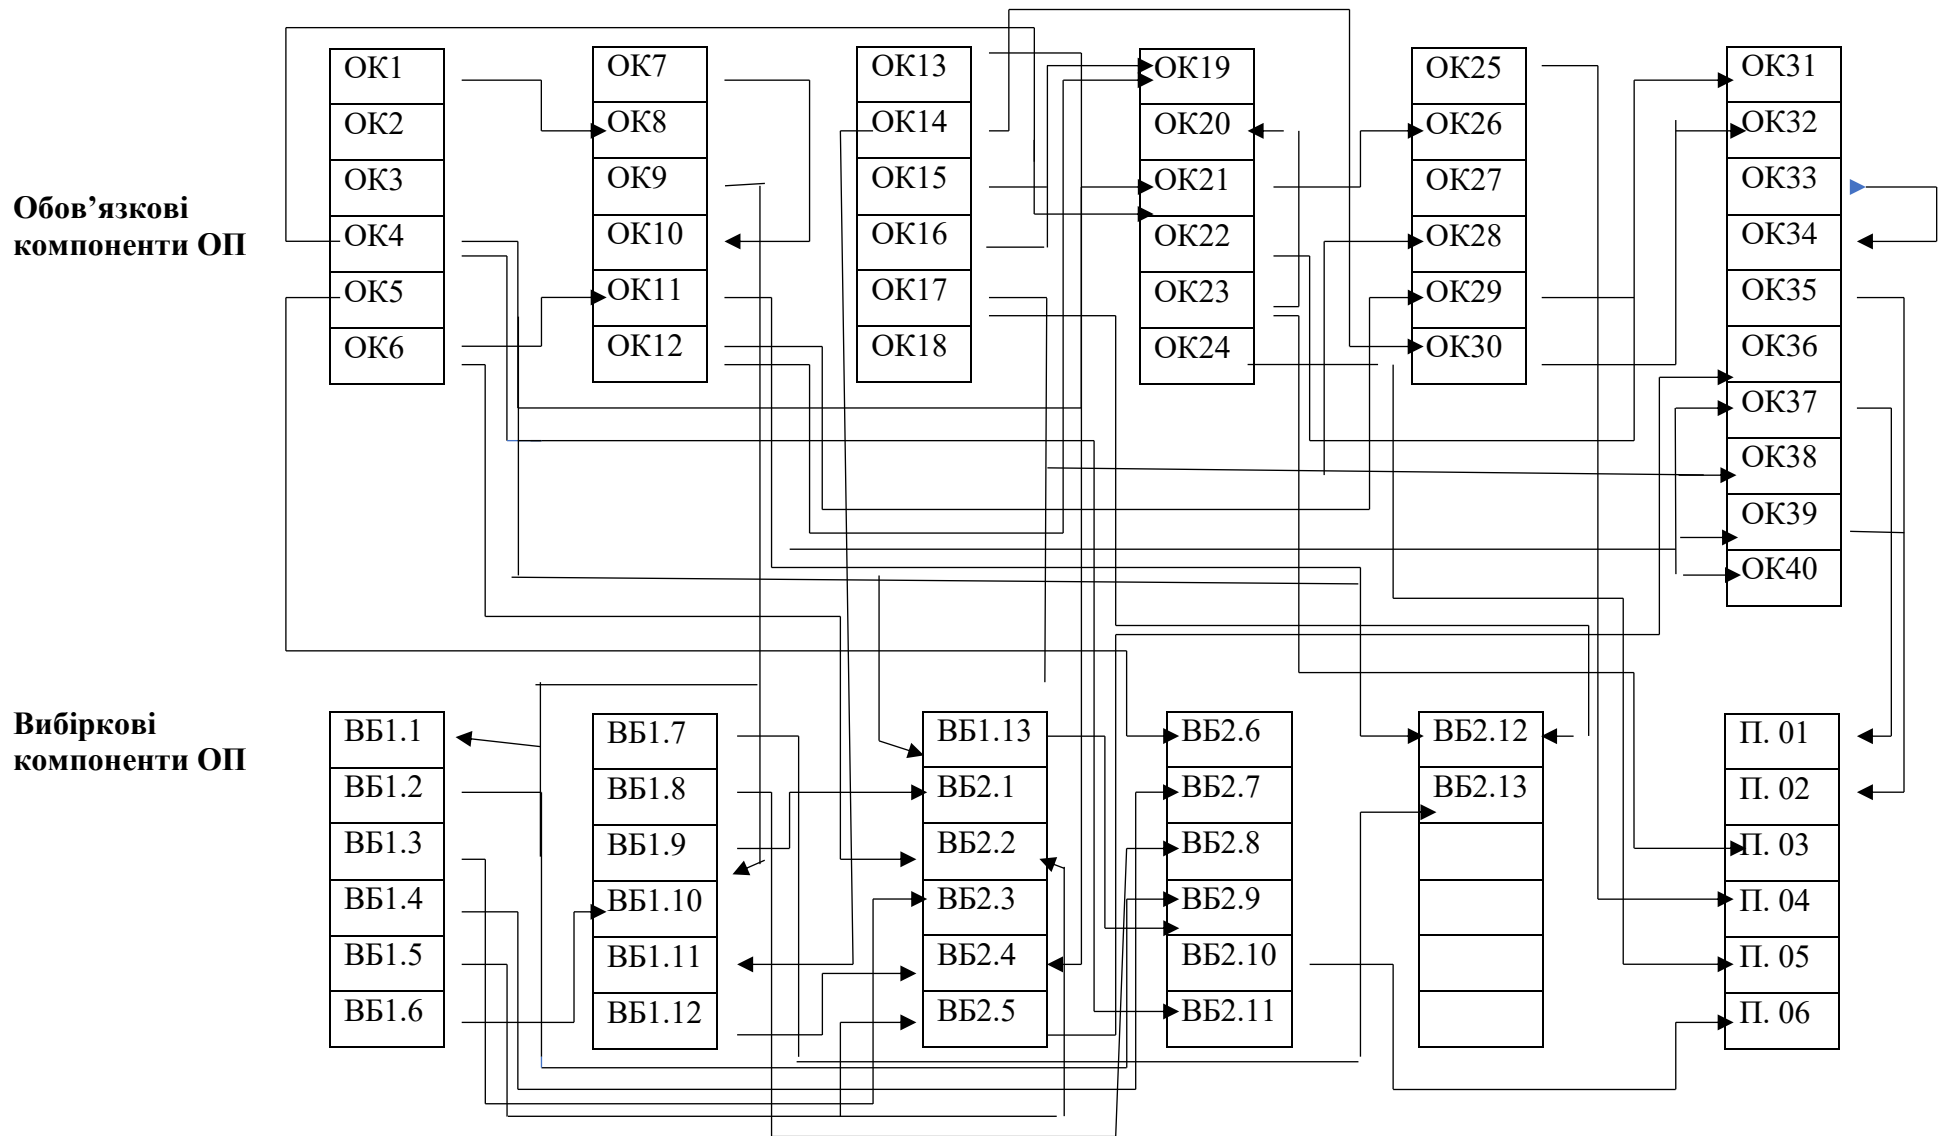 ОК1
ОК2
ОК3
ОК4
ОК5
ОК6
ОК7
ОК8
ОК9
ОК10
ОК11
ОК12
ОК13
ОК14
ОК15
ОК16
ОК17
ОК18
ОК19
ОК20
ОК21
ОК22
ОК23
ОК24
ОК25
ОК26
ОК27
ОК28
ОК29
ОК30
ОК31
ОК32
ОК33
ОК34
ОК35
ОК36
ОК37
ОК38
ОК39
ОК40
Обов’язкові
компоненти ОП
Вибіркові
компоненти ОП
ВБ1.1
ВБ1.2
ВБ1.3
ВБ1.4
ВБ1.5
ВБ1.6
ВБ1.7
ВБ1.8
ВБ1.9
ВБ1.10
ВБ1.11
ВБ1.12
ВБ1.13
ВБ2.1
ВБ2.2
ВБ2.3
ВБ2.4
ВБ2.5
ВБ2.6
ВБ2.7
ВБ2.8
ВБ2.9
ВБ2.10
ВБ2.11
ВБ2.12
ВБ2.13
П. 01
П. 02
П. 03
П. 04
П. 05
П. 06